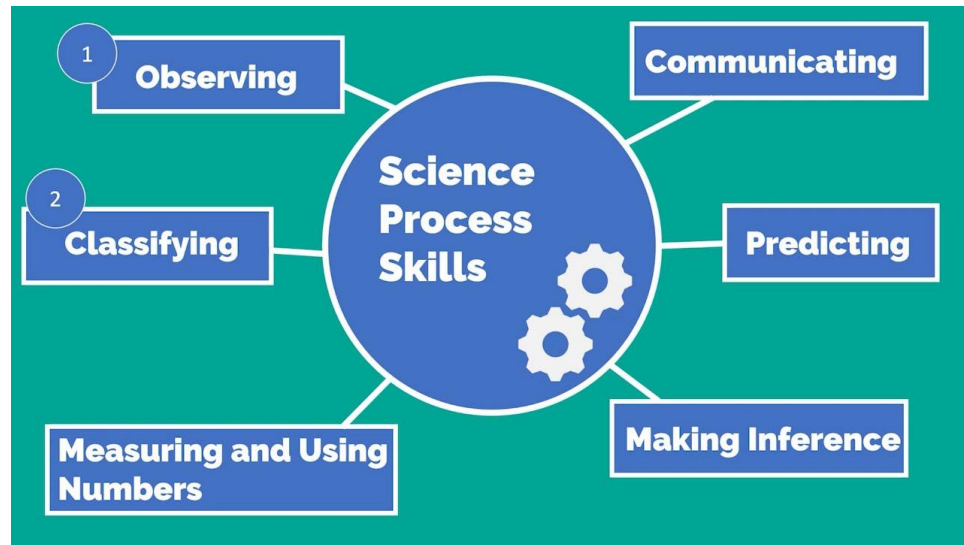 1
Observing
2
Classifying
Measuring and Using
Numbers
Science
Process
Skills
Communicating
Predicting
Making Inference